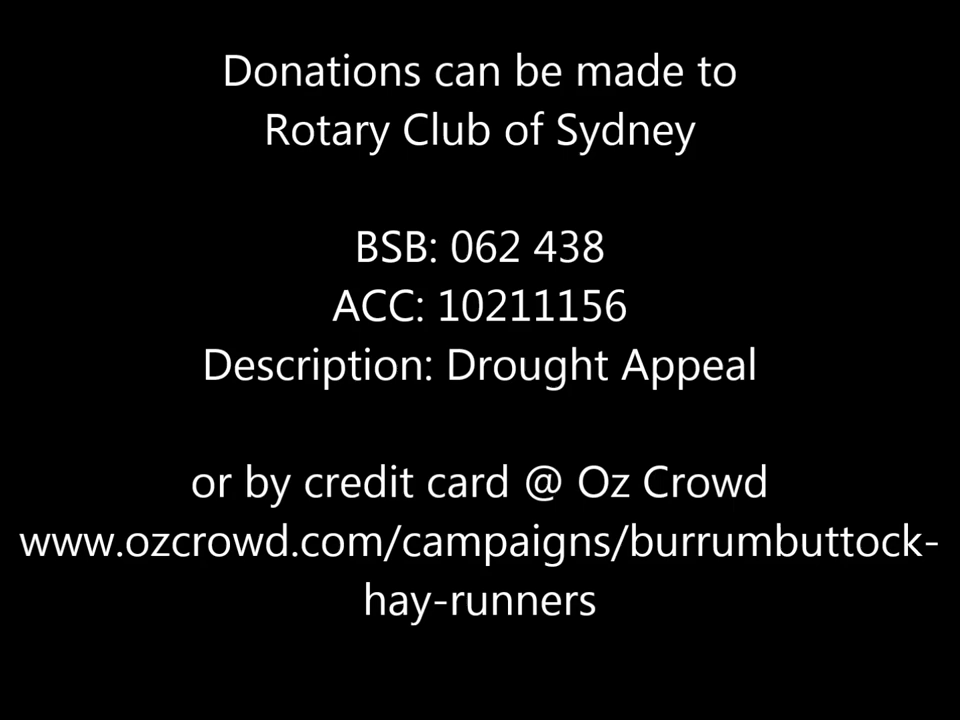 Donations can be made to
Rotary Club of Sydney
BSB: 062 438
ACC: 10211156
Description: Drought Appeal
or by credit card @ Oz Crowd
www.ozcrowd.com/campaigns/burrumbuttock-
hay-runners